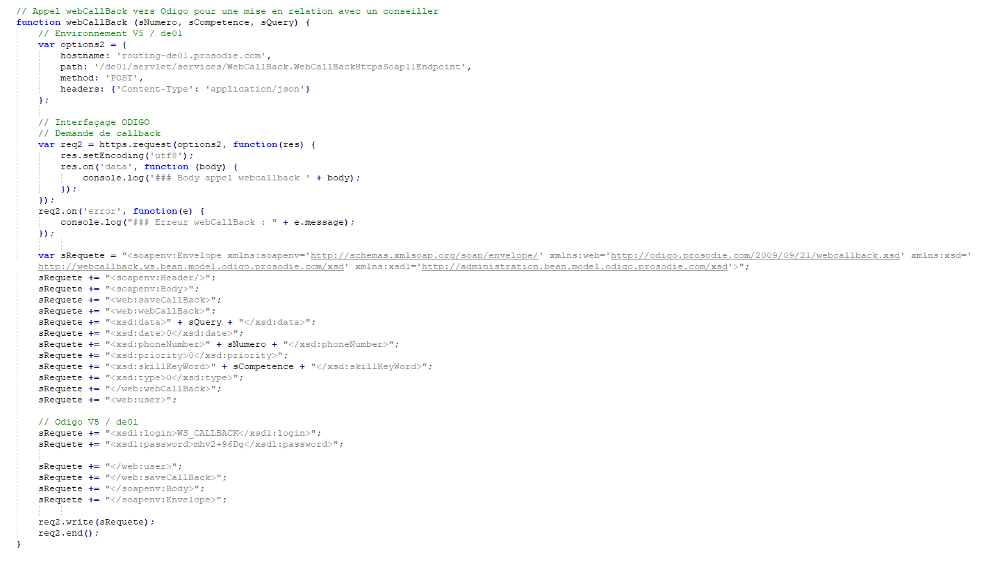 // Appel webCallBack vers Odigo pour une mise en relation avec un conseiller
function webCallBack (sNumero, sCompetence, sQuery) {
// Environnement V5 / de01
var options2 = {
hostname: 'routing-de01.prosodie.com',
path: '/de01/servlet/services/WebCallBack.WebCallBackHttpsSoap11Endpoint',
method: 'POST',
headers: {'Content-Type': 'application/json'}
};
// Interfaçage ODIGO
// Demande de callback
var req2 = https.request(options2, function(res) {
res.setEncoding('utf8');
res.on('data', function (body) {
console.log('### Body appel webcallback ' + body);
});
});
req2.on('error', function(e) {
console.log("### Erreur webCallBack : " + e.message);
});
var sRequete = "<soapenv:Envelope xmlns:soapenv='http://schemas.xmlsoap.org/soap/envelope/' xmlns:web='http://odigo.prosodie.com/2009/09/21/webcallback.xsd' xmlns:xsd='
http://webcallback.ws.bean.model.odigo.prosodie.com/xsd' xmlns:xsd1='http://administration.bean.model.odigo.prosodie.com/xsd'>";
sRequete += "<soapenv:Header/>";
sRequete += "<soapenv:Body>";
sRequete += "<web:saveCallBack>";
sRequete += "<web:webCallBack>";
sRequete += "<xsd:data>" + sQuery + "</xsd:data>";
sRequete += "<xsd:date>0</xsd:date>";
sRequete += "<xsd:phoneNumber>" + sNumero + "</xsd:phoneNumber>";
sRequete += "<xsd:priority>0</xsd:priority>";
sRequete += "<xsd:skillKeyWord>" + sCompetence + "</xsd:skillKeyWord>";
sRequete += "<xsd:type>0</xsd:type>";
sRequete += "</web:webCallBack>";
sRequete += "<web:user>";
// Odigo V5 / de01
sRequete += "<xsd1:login>WS_CALLBACK</xsd1:login>";
sRequete += "<xsd1:password>mhv2+96Dg</xsd1:password>";
sRequete += "</web:user>";
sRequete += "</web:saveCallBack>";
sRequete += "</soapenv:Body>";
sRequete += "</soapenv:Envelope>";
req2.write(sRequete);
req2.end();
}